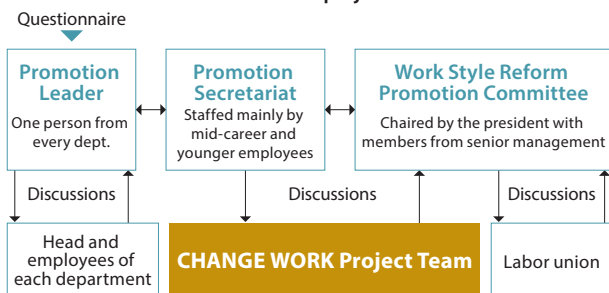 Questionnaire
Promotion
Leader
One person from
every dept.
Promotion
Secretariat
Staffed mainly by
mid-career and
younger employees
Work Style Reform
Promotion Committee
Chaired by the president with
members from senior management
Discussions
Discussions
Discussions
Head and
employees of
each department
CHANGE WORK Project Team
Labor union